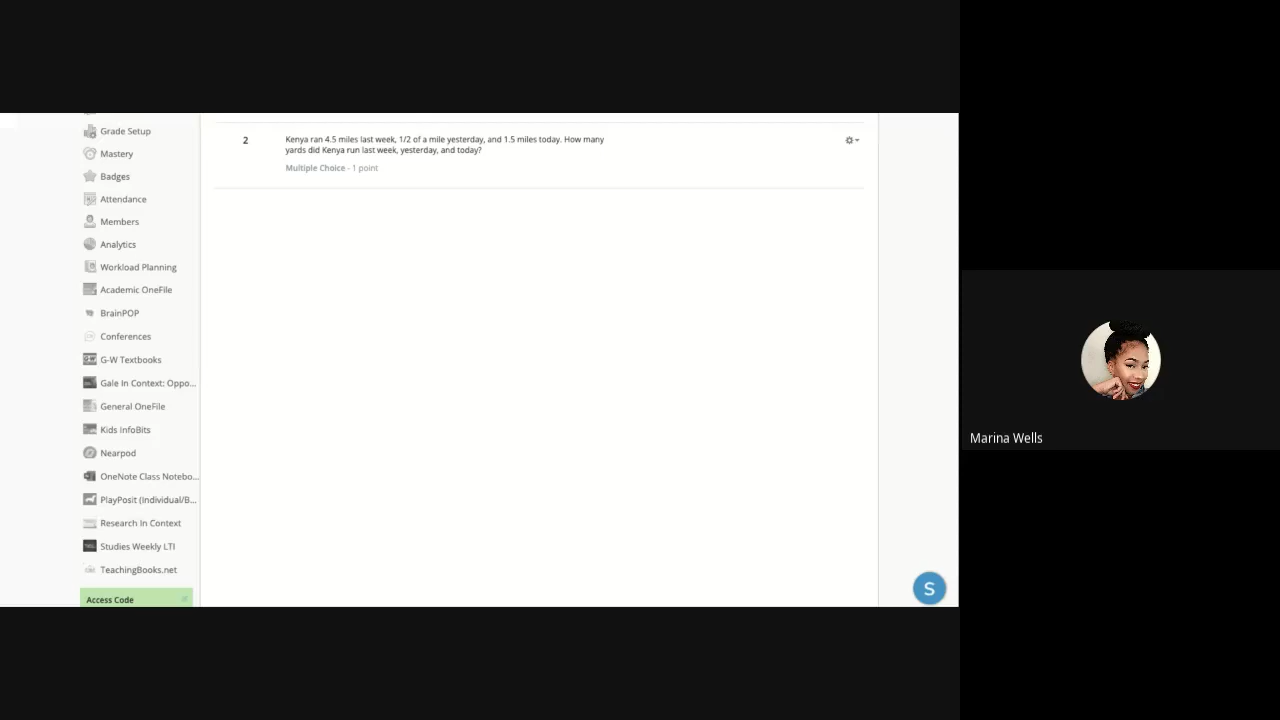 Grade Setup
Mastery
Badges
Attendance
Members
Analytics
Workload Planning
Academic OneFile
BrainPOP
Conferences
G-W Textbooks
Gale In Context: Oppo...
General OneFile
Kids InfoBits
Nearpod
OneNote Class Notebo...
PlayPosit (Individual/B...
Research In Context
Studies Weekly LTI
TeachingBooks.net
Access Code
2
Kenya ran 4.5 miles last week, 1/2 of a mile yesterday, and 1.5 miles today. How many
yards did Kenya run last week, yesterday, and today?
Multiple Choice - 1 point
S
Marina Wells